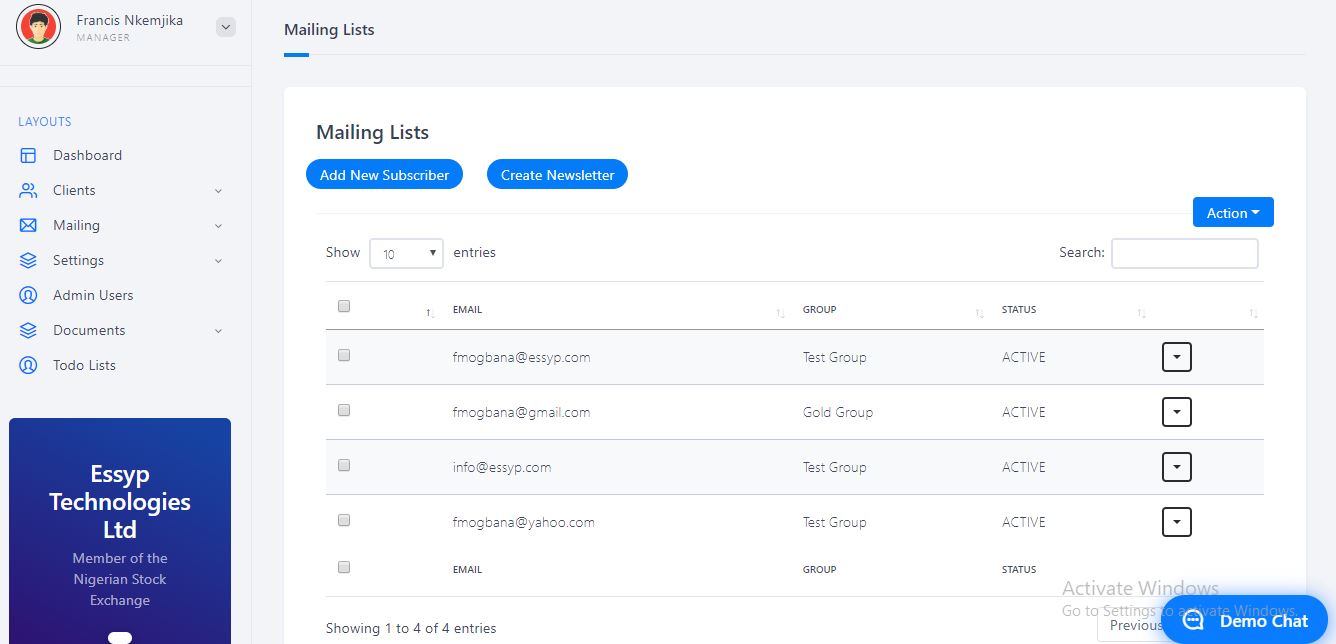 Francis Nkemjika
MANAGER
LAYOUTS
Dashboard
Clients
Mailing
Settings
Admin Users
Documents
Todo Lists
Essyp
Technologies
Ltd
Member of the
Nigerian Stock
Exchange
Mailing Lists
Mailing Lists
Add New Subscriber Create Newsletter
Action
Show 10 entries Search:
EMAIL GROUP STATUS
fmogbana@essyp.com Test Group ACTIVE
fmogbana@gmail.com Gold Group ACTIVE
info@essyp.com Test Group ACTIVE
fmogbana@yahoo.com Test Group ACTIVE
EMAIL GROUP STATUS
Activate Windows
Go to Settings to activate Windows.
Showing 1 to 4 of 4 entries Previous
Demo Chat